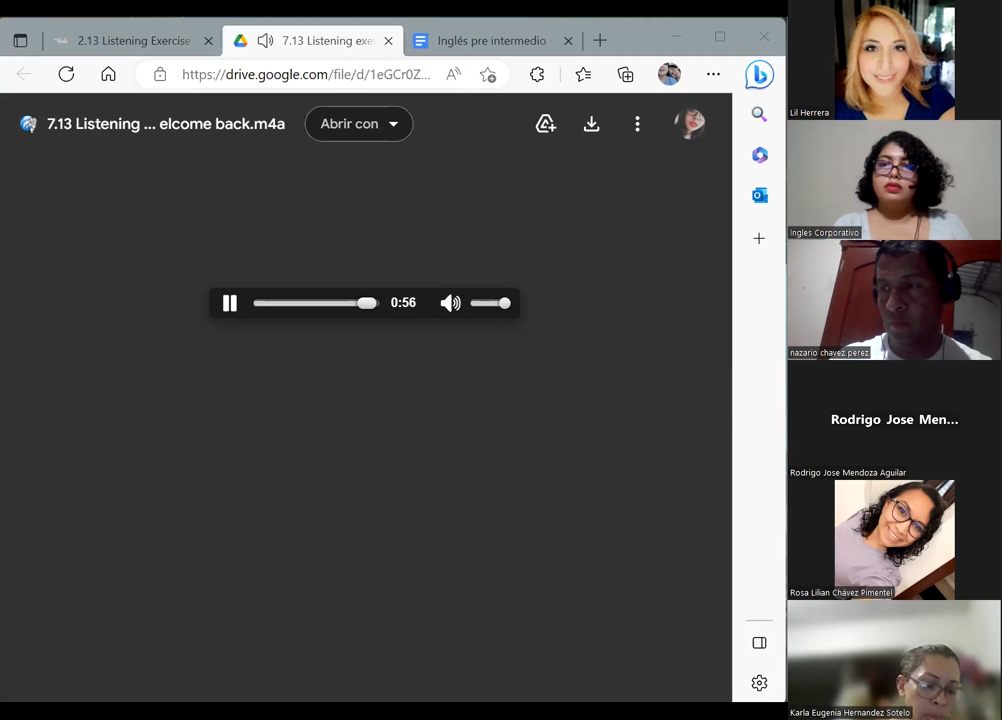 2.13 Listening Exercise
7.13 Listening exe
Inglés pre intermedio
https://drive.google.com/file/d/1eGCr0Z...
7.13 Listening ... elcome back.m4a
Abrir con
0:56
Lil Herrera
Ingles Corporativo
nazario chavez perez
Rodrigo Jose Men...
Rodrigo Jose Mendoza Aguilar
Rosa Lilian Chávez Pimentel
Karla Eugenia Hernandez Sotelo